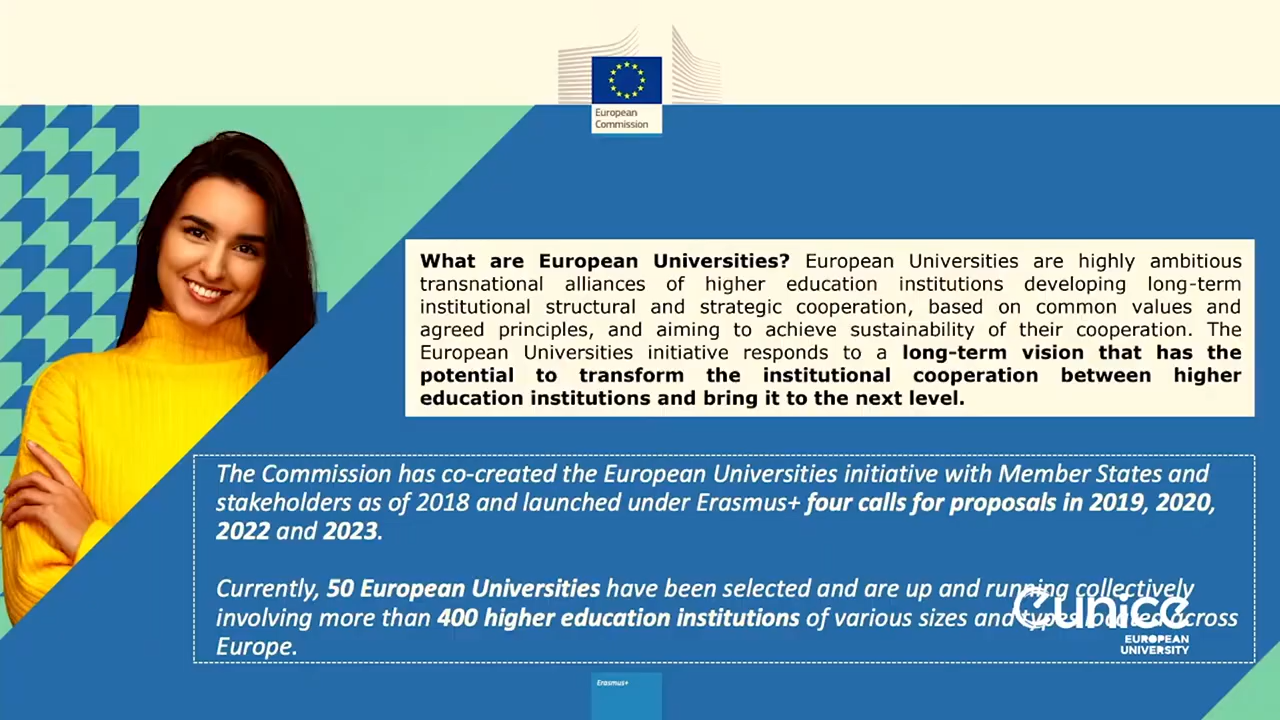 European
Commission
What are European Universities? European Universities are highly ambitious
transnational alliances of higher education institutions developing long-term
institutional structural and strategic cooperation, based on common values and
agreed principles, and aiming to achieve sustainability of their cooperation. The
European Universities initiative responds to a long-term vision that has the
potential to transform the institutional cooperation between higher
education institutions and bring it to the next level.
The Commission has co-created the European Universities initiative with Member States and
stakeholders as of 2018 and launched under Erasmus+ four calls for proposals in 2019, 2020,
2022 and 2023.
Currently, 50 European Universities have been selected and are up and running collectively
involving more than 400 higher education institutions of various sizes and types across
Europe.
eunice
EUROPEAN
UNIVERSITY
Erasmus+